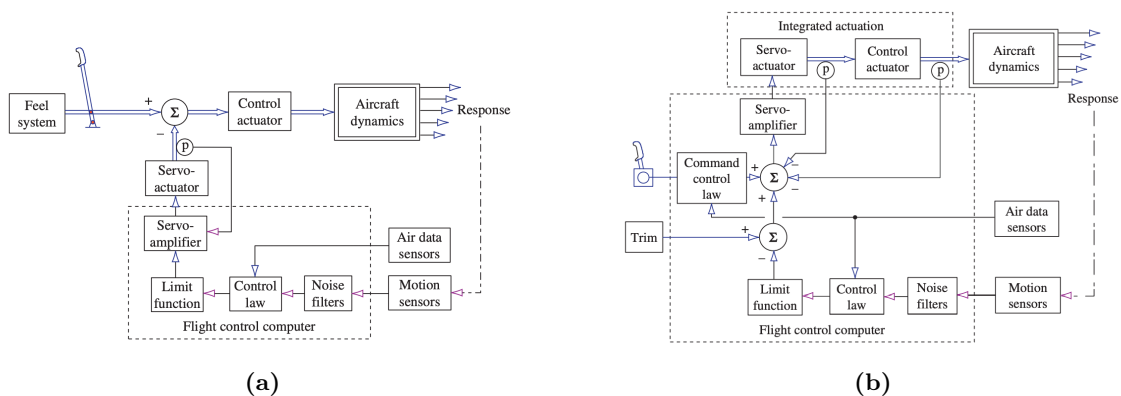 Feel
system
+
Σ
−
p
Control
actuator
Aircraft
dynamics
Response
Servo-
actuator
Servo-
amplifier
Air data
sensors
Limit
function
Control
law
Noise
filters
Motion
sensors
Flight control computer
(a)
Integrated actuation
Servo-
actuator
p
Control
actuator
p
Aircraft
dynamics
Response
Servo-
amplifier
Command
control
law
+
Σ
−
−
+
Trim
+
Σ
−
Air data
sensors
Limit
function
Control
law
Noise
filters
Motion
sensors
Flight control computer
(b)